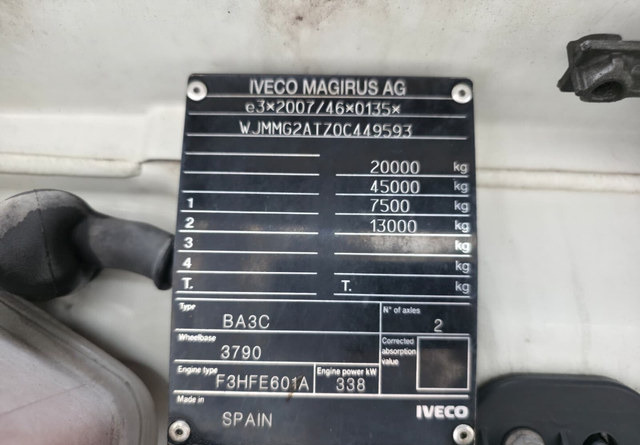 IVECO MAGIRUS AG
e3*2007/46*0135*
WJMMG2ATZ0C449593
20000 kg
45000 kg
1 7500 kg
2 13000 kg
3 kg
4 kg
T. T. kg
Type N° of axles
BA3C 2
Wheelbase Corrected absorption value
3790
Engine type Engine power kW
F3HFE601A 338
Made in IVECO
SPAIN